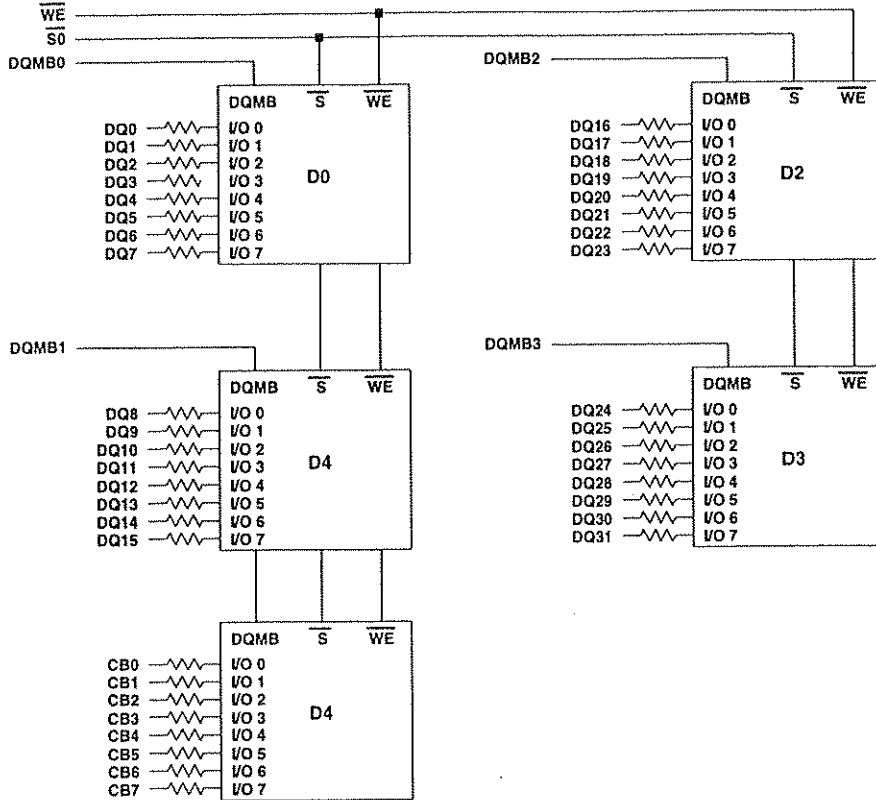 WE
S0
DQMB0
DQMB S WE
DQ0 I/O 0
DQ1 I/O 1
DQ2 I/O 2
DQ3 I/O 3
DQ4 I/O 4
DQ5 I/O 5
DQ6 I/O 6
DQ7 I/O 7
D0
DQMB2
DQMB S WE
DQ16 I/O 0
DQ17 I/O 1
DQ18 I/O 2
DQ19 I/O 3
DQ20 I/O 4
DQ21 I/O 5
DQ22 I/O 6
DQ23 I/O 7
D2
DQMB1
DQMB S WE
DQ8 I/O 0
DQ9 I/O 1
DQ10 I/O 2
DQ11 I/O 3
DQ12 I/O 4
DQ13 I/O 5
DQ14 I/O 6
DQ15 I/O 7
D4
DQMB3
DQMB S WE
DQ24 I/O 0
DQ25 I/O 1
DQ26 I/O 2
DQ27 I/O 3
DQ28 I/O 4
DQ29 I/O 5
DQ30 I/O 6
DQ31 I/O 7
D3
DQMB S WE
CB0 I/O 0
CB1 I/O 1
CB2 I/O 2
CB3 I/O 3
CB4 I/O 4
CB5 I/O 5
CB6 I/O 6
CB7 I/O 7
D4